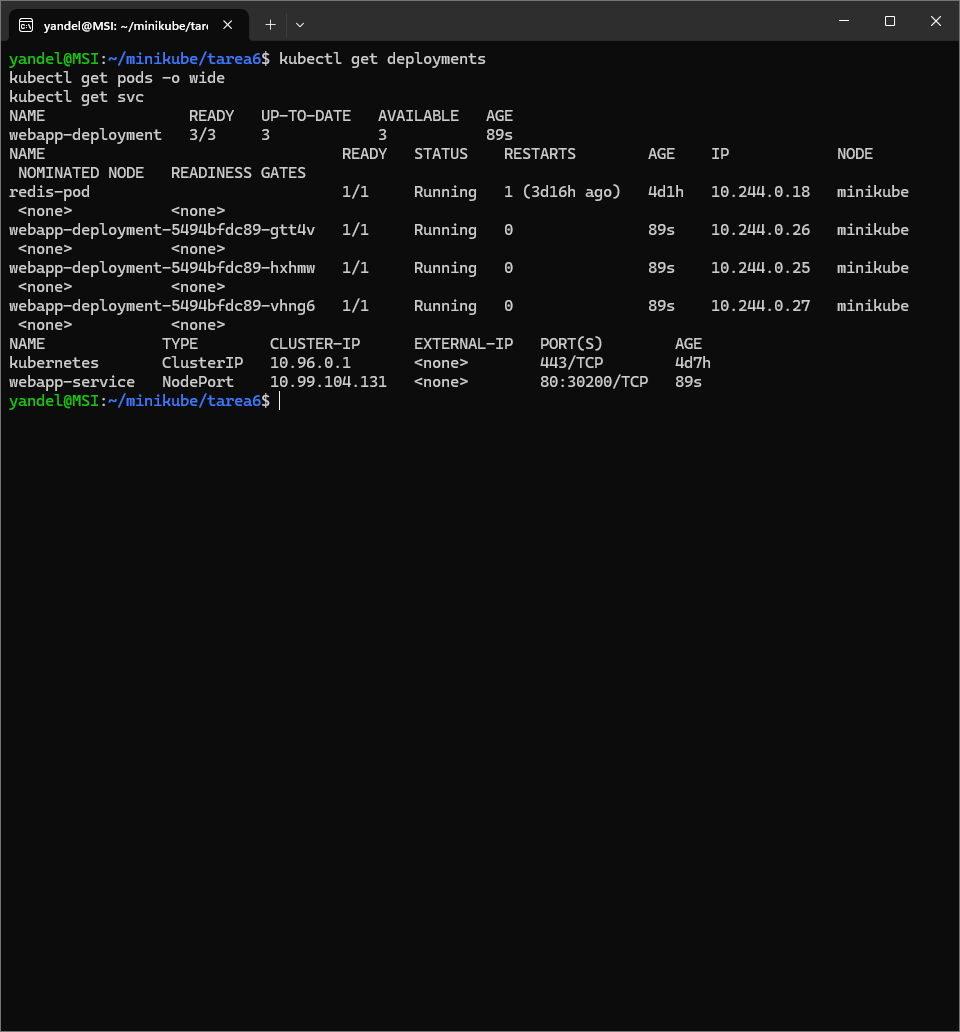 yandel@MSI: ~/minikube/tar
yandel@MSI:~/minikube/tarea6$ kubectl get deployments
kubectl get pods -o wide
kubectl get svc
NAME                READY   UP-TO-DATE   AVAILABLE   AGE
webapp-deployment   3/3     3            3           89s
NAME                                 READY   STATUS    RESTARTS        AGE    IP            NODE
 NOMINATED NODE   READINESS GATES
redis-pod                            1/1     Running   1 (3d16h ago)   4d1h   10.244.0.18   minikube
 <none>           <none>
webapp-deployment-5494bfdc89-gtt4v   1/1     Running   0               89s    10.244.0.26   minikube
 <none>           <none>
webapp-deployment-5494bfdc89-hxhmw   1/1     Running   0               89s    10.244.0.25   minikube
 <none>           <none>
webapp-deployment-5494bfdc89-vhng6   1/1     Running   0               89s    10.244.0.27   minikube
 <none>           <none>
NAME             TYPE        CLUSTER-IP      EXTERNAL-IP   PORT(S)        AGE
kubernetes       ClusterIP   10.96.0.1       <none>        443/TCP        4d7h
webapp-service   NodePort    10.99.104.131   <none>        80:30200/TCP   89s
yandel@MSI:~/minikube/tarea6$